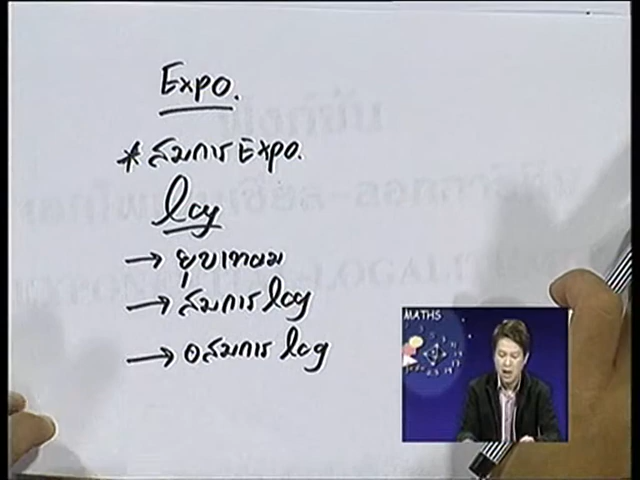 Expo.
* สมการ Expo.
log
→ ยุบเทอม
→ สมการ log
→ อสมการ log
MATHS